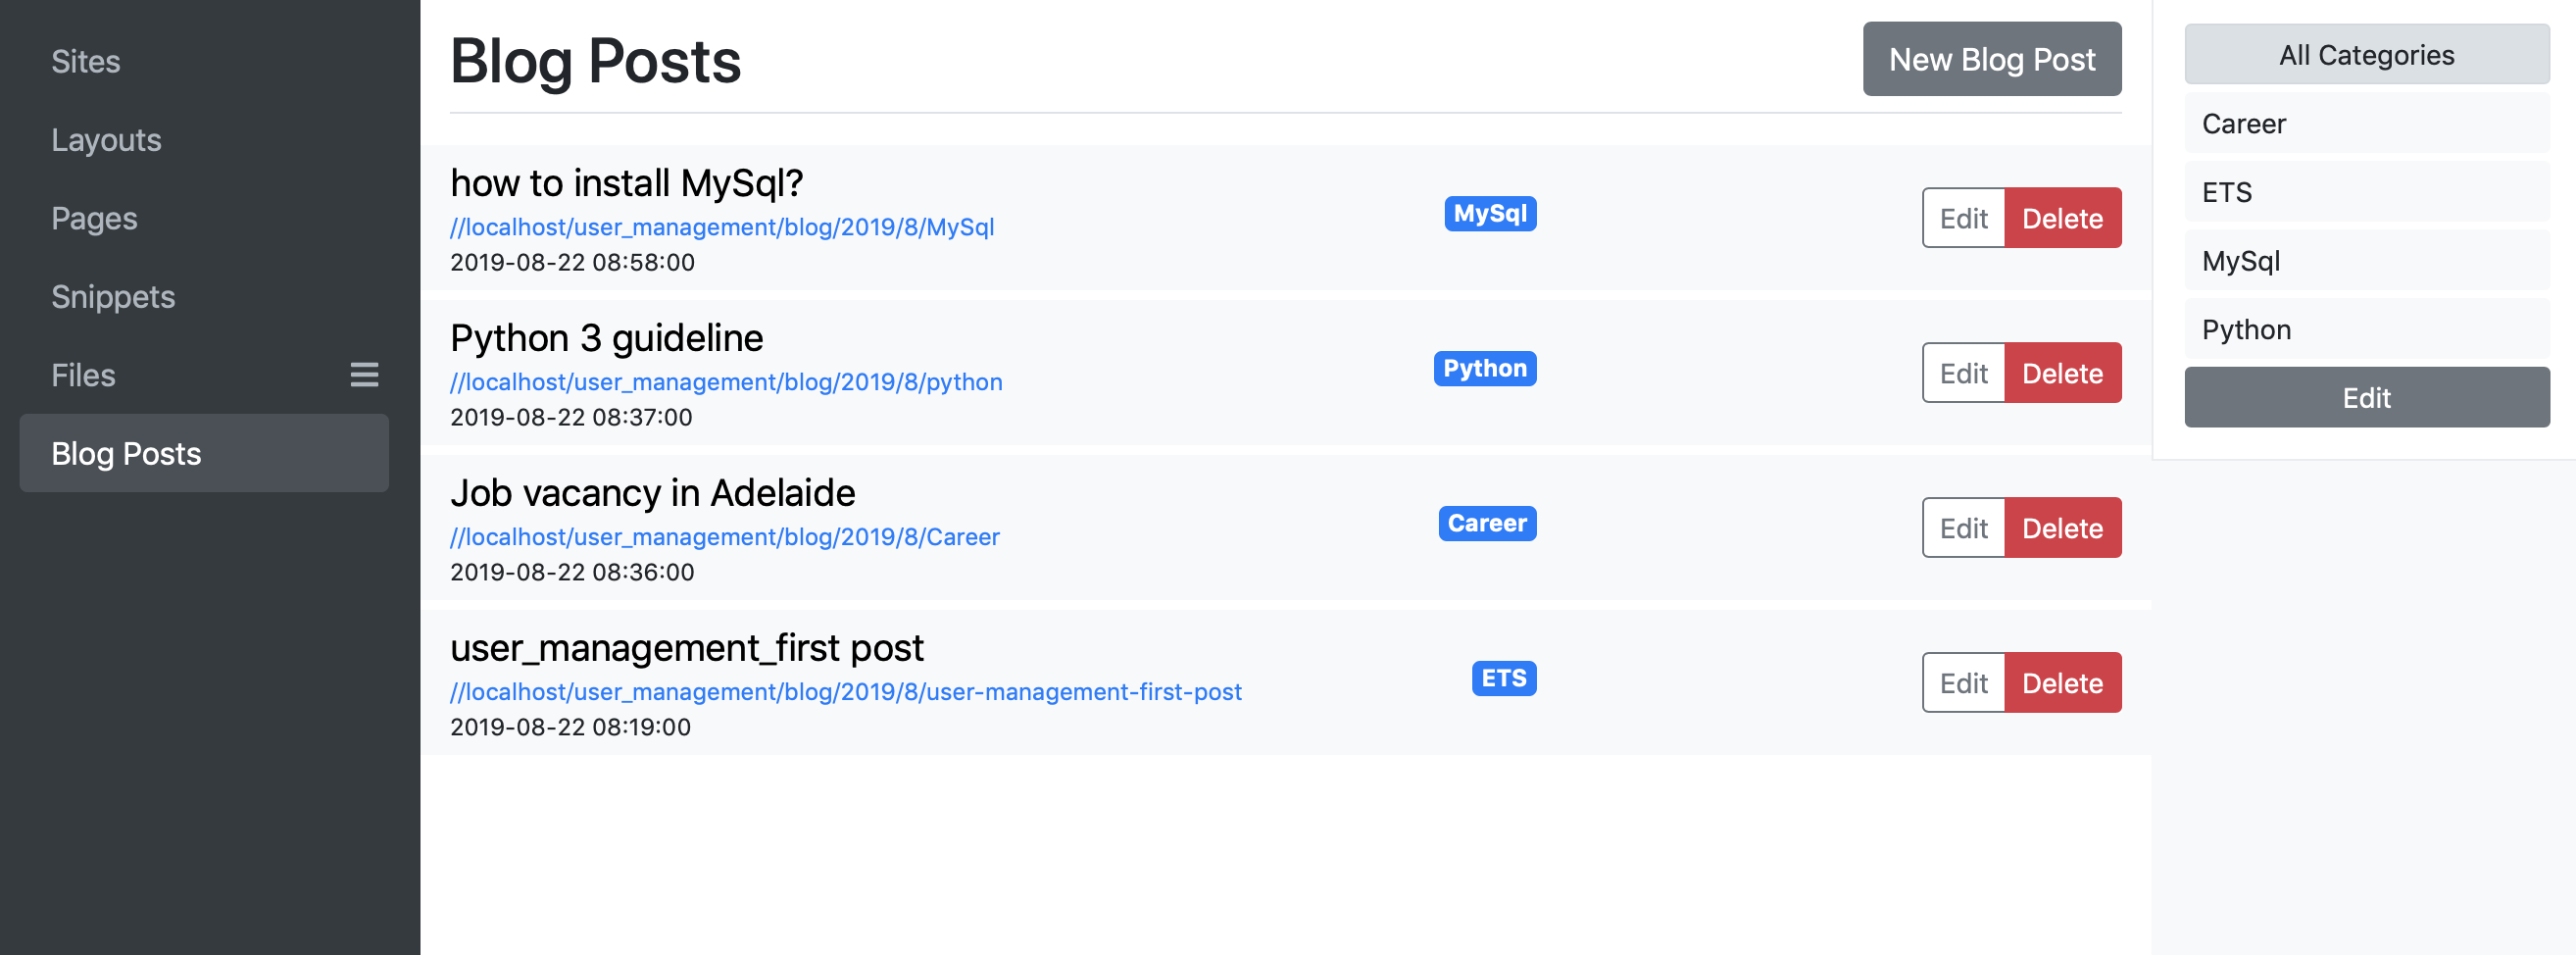 Sites
Layouts
Pages
Snippets
Files
Blog Posts
Blog Posts
New Blog Post
how to install MySql?
//localhost/user_management/blog/2019/8/MySql
2019-08-22 08:58:00
MySql
Edit Delete
Python 3 guideline
//localhost/user_management/blog/2019/8/python
2019-08-22 08:37:00
Python
Edit Delete
Job vacancy in Adelaide
//localhost/user_management/blog/2019/8/Career
2019-08-22 08:36:00
Career
Edit Delete
user_management_first post
//localhost/user_management/blog/2019/8/user-management-first-post
2019-08-22 08:19:00
ETS
Edit Delete
All Categories
Career
ETS
MySql
Python
Edit